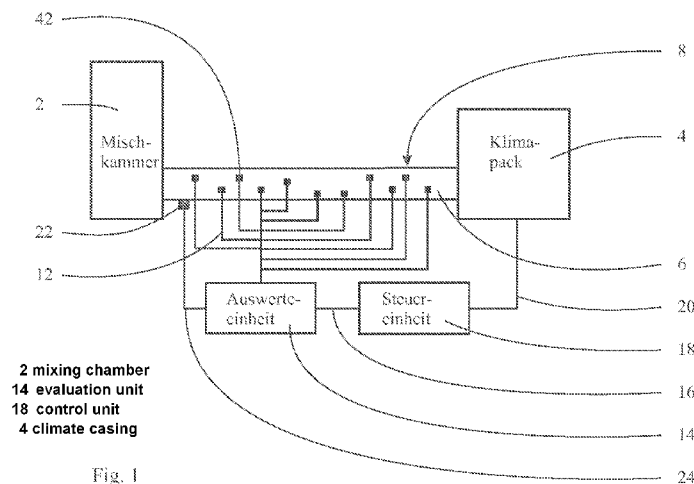 42
8
2
Misch-
kammer
Klima-
pack
4
22
12
6
Auswerte-
einheit
Steuer-
einheit
20
18
2 mixing chamber
14 evaluation unit
18 control unit
4 climate casing
16
14
Fig. 1
24